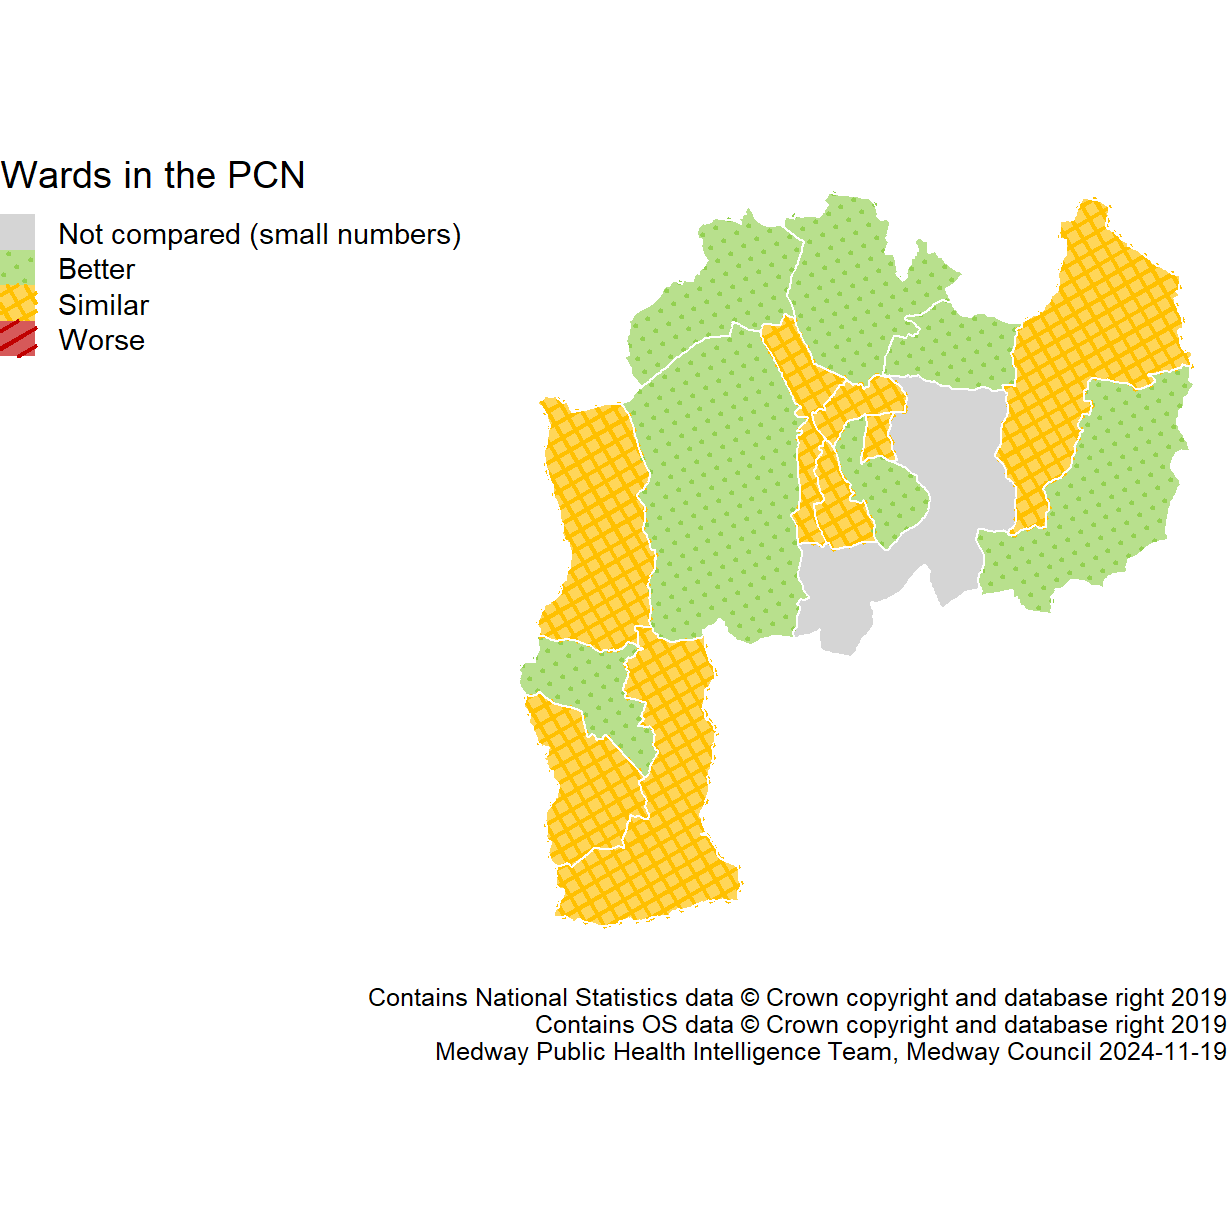 Wards in the PCN
Not compared (small numbers)
Better
Similar
Worse
Contains National Statistics data © Crown copyright and database right 2019
Contains OS data © Crown copyright and database right 2019
Medway Public Health Intelligence Team, Medway Council 2024-11-19